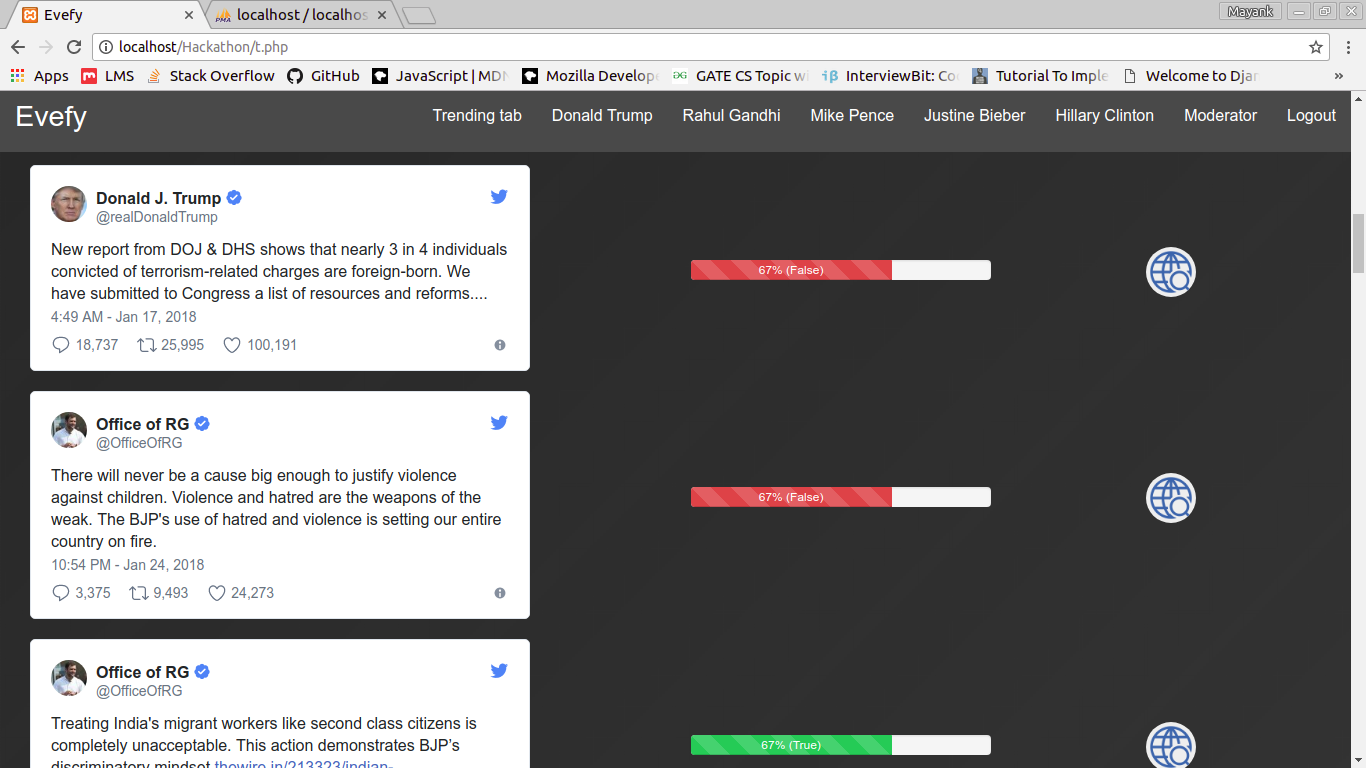 Evefy
localhost / localhos
Mayank
localhost/Hackathon/t.php
Apps LMS Stack Overflow GitHub JavaScript | MDN Mozilla Develope GATE CS Topic wi InterviewBit: Co Tutorial To Imple Welcome to Djan »
Evefy
Trending tab Donald Trump Rahul Gandhi Mike Pence Justine Bieber Hillary Clinton Moderator Logout
Donald J. Trump
@realDonaldTrump
New report from DOJ & DHS shows that nearly 3 in 4 individuals
convicted of terrorism-related charges are foreign-born. We
have submitted to Congress a list of resources and reforms....
4:49 AM - Jan 17, 2018
18,737 25,995 100,191
67% (False)
Office of RG
@OfficeOfRG
There will never be a cause big enough to justify violence
against children. Violence and hatred are the weapons of the
weak. The BJP's use of hatred and violence is setting our entire
country on fire.
10:54 PM - Jan 24, 2018
3,375 9,493 24,273
67% (False)
Office of RG
@OfficeOfRG
Treating India's migrant workers like second class citizens is
completely unacceptable. This action demonstrates BJP’s
discriminatory mindset thewire.in/213323/indian-
67% (True)